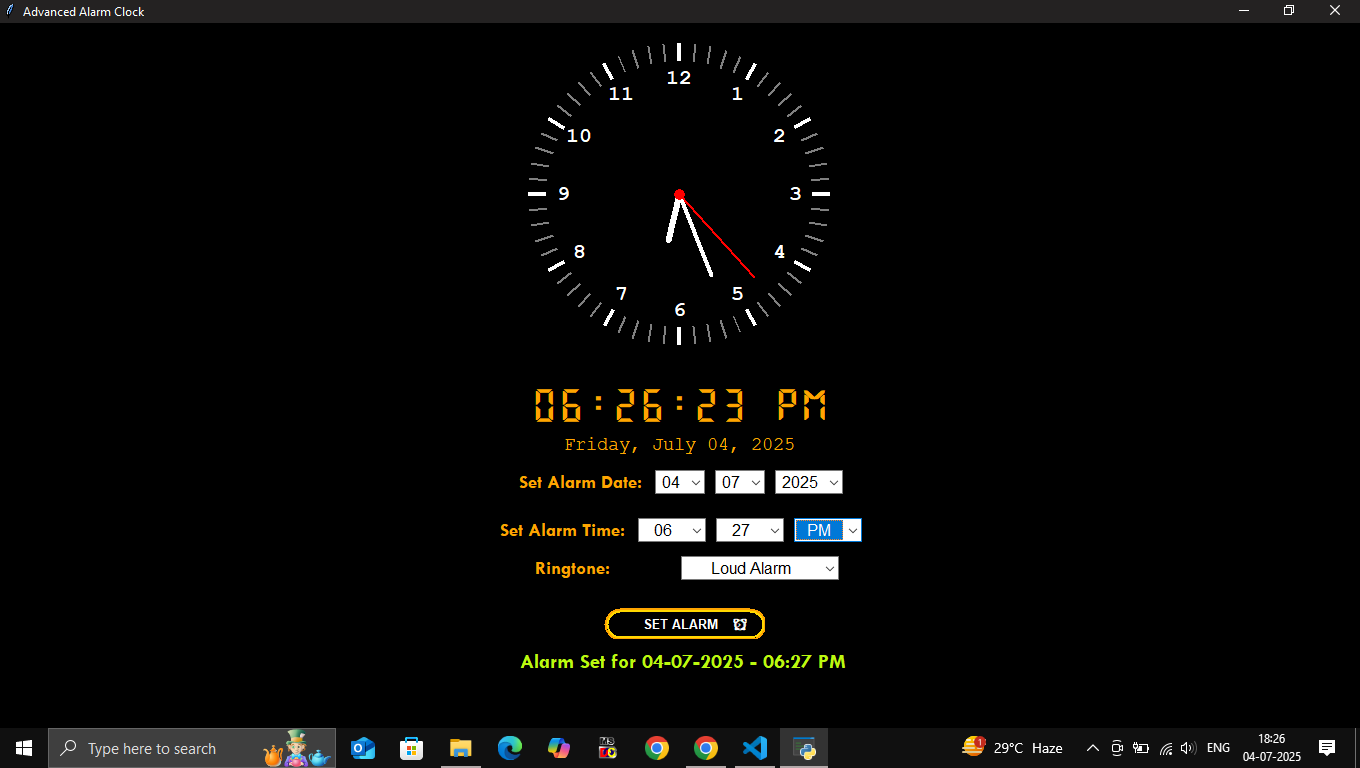 Advanced Alarm Clock
12
11 1
10 2
9 3
8 4
7 5
6
06:26:23 PM
Friday, July 04, 2025
Set Alarm Date: 04 07 2025
Set Alarm Time: 06 27 PM
Ringtone: Loud Alarm
SET ALARM
Alarm Set for 04-07-2025 - 06:27 PM
Type here to search
29°C Haze
ENG
18:26
04-07-2025